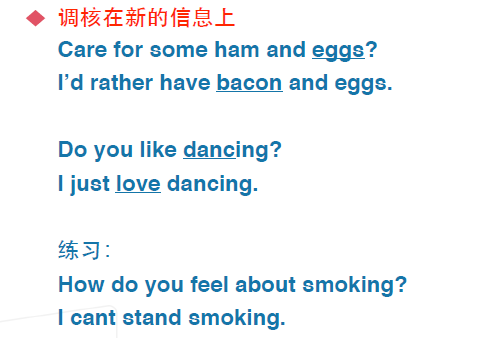 调核在新的信息上
Care for some ham and eggs?
I'd rather have bacon and eggs.
Do you like dancing?
I just love dancing.
练习：
How do you feel about smoking?
I cant stand smoking.